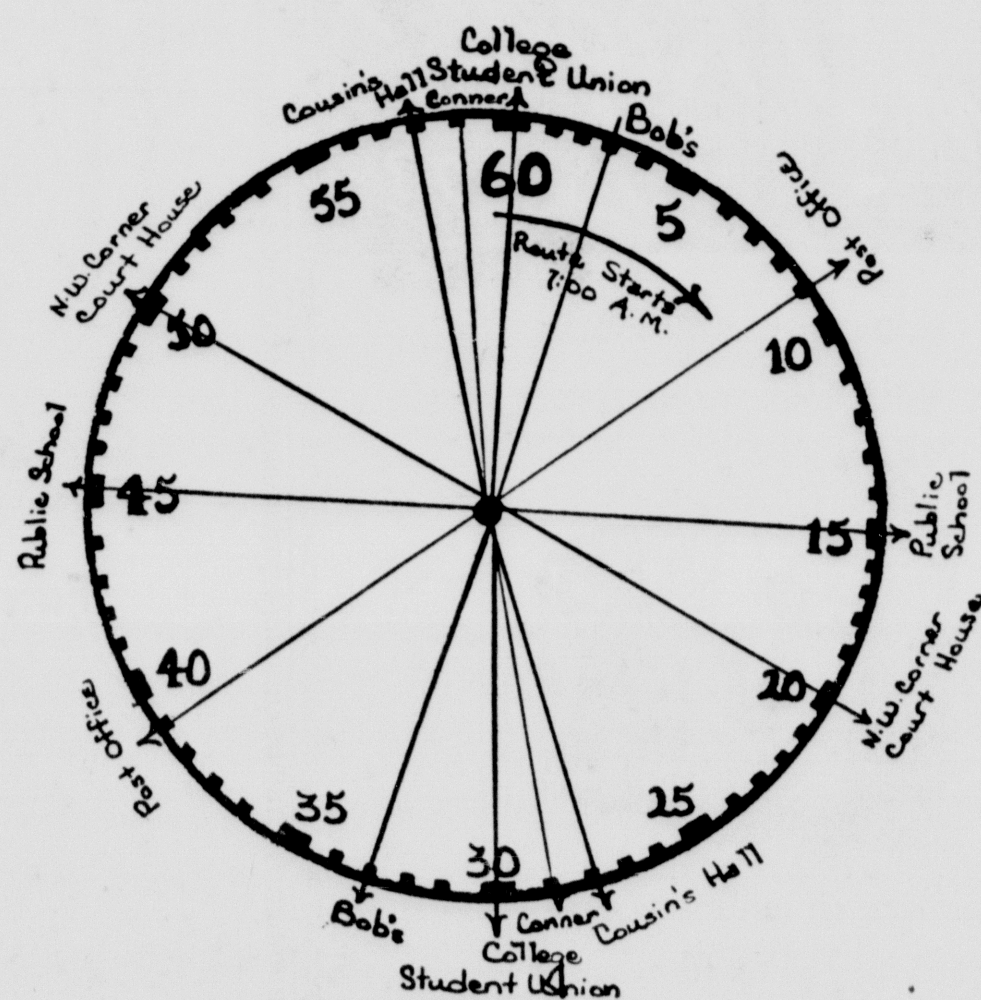 College
Student Union
Conner
Bob's
Post Office
Public
School
N.W. Corner
Court House
Cousin's Hall
Conner
College
Student Union
Bob's
Post Office
Public School
N.W. Corner
Court House
Cousin's
Hall
60
5
10
15
20
25
30
35
40
45
50
55
Route Starts
7:00 A.M.